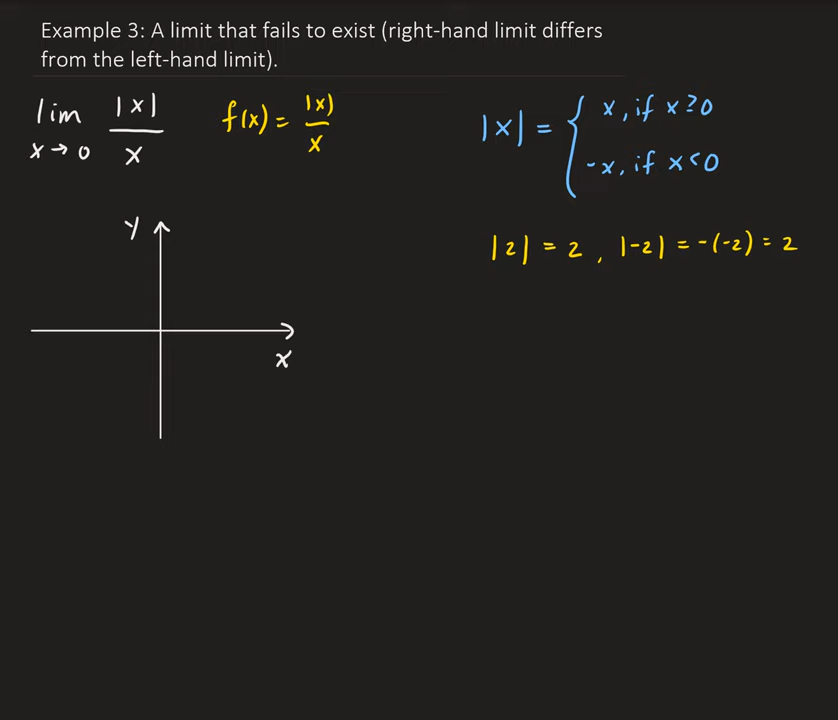 Example 3: A limit that fails to exist (right-hand limit differs
from the left-hand limit).
lim x→0 |x|/x
f(x) = |x|/x
|x| = { x, if x≥0
-x, if x<0
|2| = 2 , |-2| = -(-2) = 2
y
x